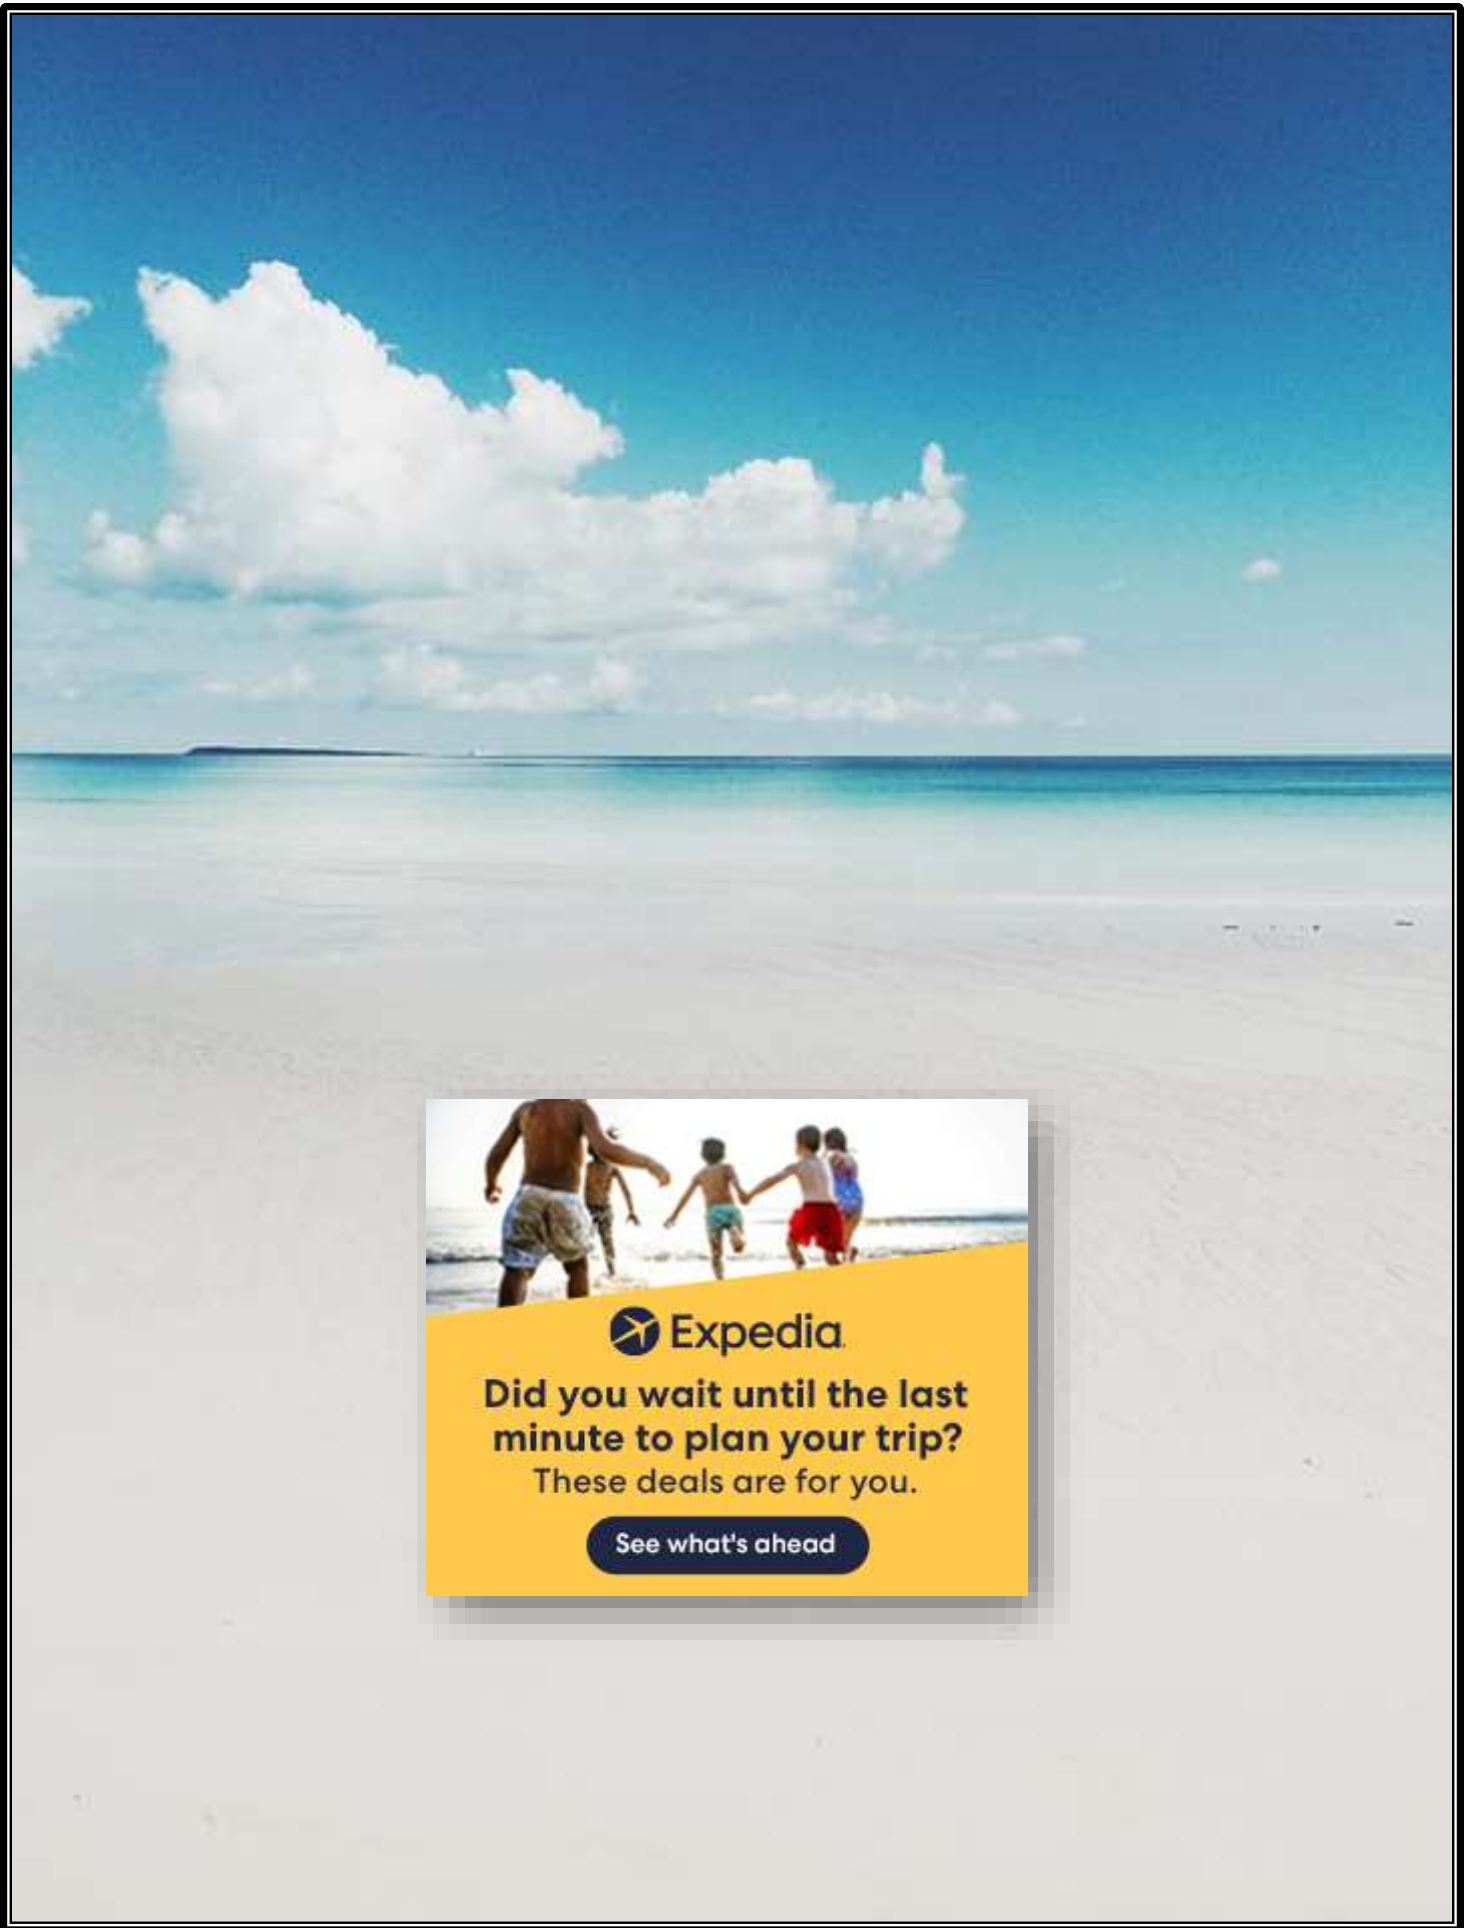 Expedia
Did you wait until the last
minute to plan your trip?
These deals are for you.
See what's ahead